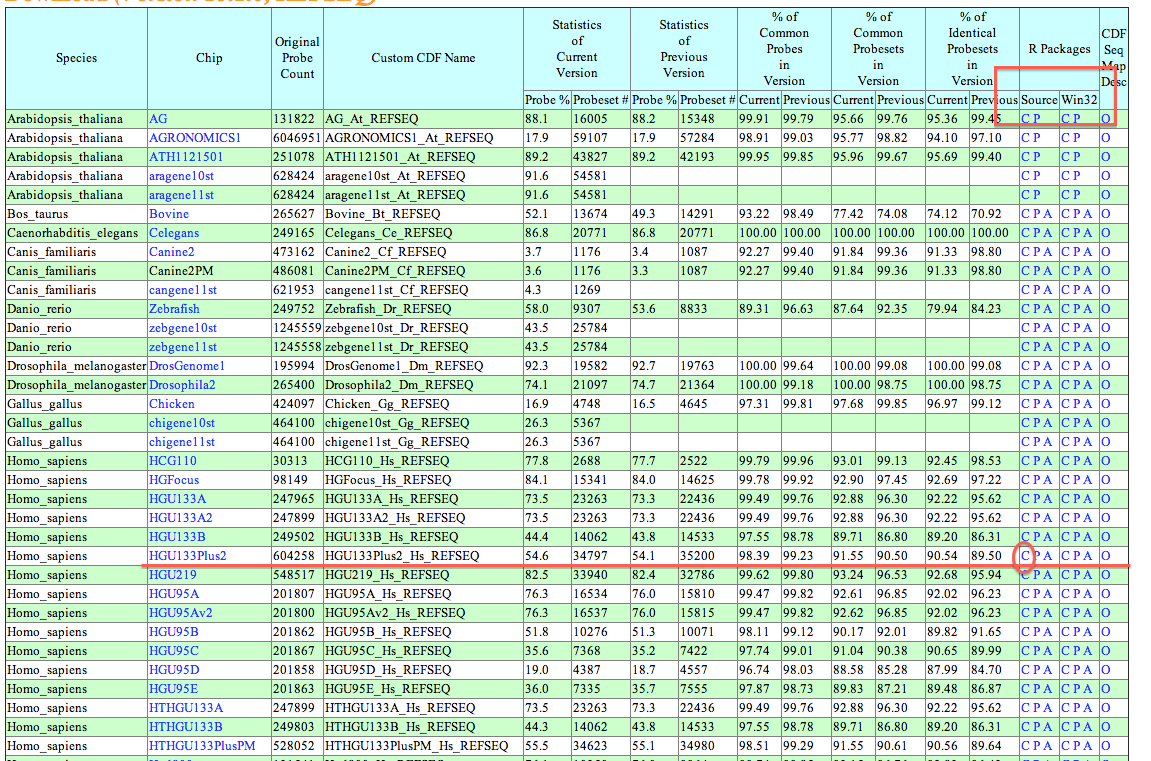 Species Chip Original Probe Count Custom CDF Name Statistics of Current Version Statistics of Previous Version % of Common Probes in Version % of Common Probesets in Version % of Identical Probesets in Version R Packages CDF Seq Map Desc
Probe % Probeset # Probe % Probeset # Current Previous Current Previous Current Previous Source Win32
Arabidopsis_thaliana AG 131822 AG_At_REFSEQ 88.1 16005 88.2 15348 99.91 99.79 95.66 99.76 95.36 99.45 C P C P O
Arabidopsis_thaliana AGRONOMICS1 6046951 AGRONOMICS1_At_REFSEQ 17.9 59107 17.9 57284 98.91 99.03 95.77 98.82 94.10 97.10 C P C P O
Arabidopsis_thaliana ATH1121501 251078 ATH1121501_At_REFSEQ 89.2 43827 89.2 42193 99.95 99.85 95.96 99.67 95.69 99.40 C P C P O
Arabidopsis_thaliana aragene10st 628424 aragene10st_At_REFSEQ 91.6 54581 C P C P O
Arabidopsis_thaliana aragene11st 628424 aragene11st_At_REFSEQ 91.6 54581 C P C P O
Bos_taurus Bovine 265627 Bovine_Bt_REFSEQ 52.1 13674 49.3 14291 93.22 98.49 77.42 74.08 74.12 70.92 C P A C P A O
Caenorhabditis_elegans Celegans 249165 Celegans_Ce_REFSEQ 86.8 20771 86.8 20771 100.00 100.00 100.00 100.00 100.00 100.00 C P A C P A O
Canis_familiaris Canine2 473162 Canine2_Cf_REFSEQ 3.7 1176 3.4 1087 92.27 99.40 91.84 99.36 91.33 98.80 C P A C P A O
Canis_familiaris Canine2PM 486081 Canine2PM_Cf_REFSEQ 3.6 1176 3.3 1087 92.27 99.40 91.84 99.36 91.33 98.80 C P A C P A O
Canis_familiaris cangene11st 621953 cangene11st_Cf_REFSEQ 4.3 1269 C P A C P A O
Danio_rerio Zebrafish 249752 Zebrafish_Dr_REFSEQ 58.0 9307 53.6 8833 89.31 96.63 87.64 92.35 79.94 84.23 C P A C P A O
Danio_rerio zebgene10st 1245559 zebgene10st_Dr_REFSEQ 43.5 25784 C P A C P A O
Danio_rerio zebgene11st 1245558 zebgene11st_Dr_REFSEQ 43.5 25784 C P A C P A O
Drosophila_melanogaster DrosGenome1 195994 DrosGenome1_Dm_REFSEQ 92.3 19582 92.7 19763 100.00 99.64 100.00 99.08 100.00 99.08 C P A C P A O
Drosophila_melanogaster Drosophila2 265400 Drosophila2_Dm_REFSEQ 74.1 21097 74.7 21364 100.00 99.18 100.00 98.75 100.00 98.75 C P A C P A O
Gallus_gallus Chicken 424097 Chicken_Gg_REFSEQ 16.9 4748 16.5 4645 97.31 99.81 97.68 99.85 96.97 99.12 C P A C P A O
Gallus_gallus chigene10st 464100 chigene10st_Gg_REFSEQ 26.3 5367 C P A C P A O
Gallus_gallus chigene11st 464100 chigene11st_Gg_REFSEQ 26.3 5367 C P A C P A O
Homo_sapiens HCG110 30313 HCG110_Hs_REFSEQ 77.8 2688 77.7 2522 99.79 99.96 93.01 99.13 92.45 98.53 C P A C P A O
Homo_sapiens HGFocus 98149 HGFocus_Hs_REFSEQ 84.1 15341 84.0 14625 99.78 99.92 92.90 97.45 92.69 97.22 C P A C P A O
Homo_sapiens HGU133A 247965 HGU133A_Hs_REFSEQ 73.5 23263 73.3 22436 99.49 99.76 92.88 96.30 92.22 95.62 C P A C P A O
Homo_sapiens HGU133A2 247899 HGU133A2_Hs_REFSEQ 73.5 23263 73.3 22436 99.49 99.76 92.88 96.30 92.22 95.62 C P A C P A O
Homo_sapiens HGU133B 249502 HGU133B_Hs_REFSEQ 44.4 14062 43.8 14533 97.55 98.78 89.71 86.80 89.20 86.31 C P A C P A O
Homo_sapiens HGU133Plus2 604258 HGU133Plus2_Hs_REFSEQ 54.6 34797 54.1 35200 98.39 99.23 91.55 90.50 90.54 89.50 C P A C P A O
Homo_sapiens HGU219 548517 HGU219_Hs_REFSEQ 82.5 33940 82.4 32786 99.62 99.80 93.24 96.53 92.68 95.94 C P A C P A O
Homo_sapiens HGU95A 201807 HGU95A_Hs_REFSEQ 76.3 16534 76.0 15810 99.47 99.82 92.61 96.85 92.02 96.23 C P A C P A O
Homo_sapiens HGU95Av2 201800 HGU95Av2_Hs_REFSEQ 76.3 16537 76.0 15815 99.47 99.82 92.62 96.85 92.02 96.23 C P A C P A O
Homo_sapiens HGU95B 201862 HGU95B_Hs_REFSEQ 51.8 10276 51.3 10071 98.11 99.12 90.17 92.01 89.82 91.65 C P A C P A O
Homo_sapiens HGU95C 201867 HGU95C_Hs_REFSEQ 35.6 7368 35.2 7422 97.74 99.01 91.04 90.38 90.65 89.99 C P A C P A O
Homo_sapiens HGU95D 201858 HGU95D_Hs_REFSEQ 19.0 4387 18.7 4557 96.74 98.03 88.58 85.28 87.99 84.70 C P A C P A O
Homo_sapiens HGU95E 201863 HGU95E_Hs_REFSEQ 36.0 7335 35.7 7555 97.87 98.73 89.83 87.21 89.48 86.87 C P A C P A O
Homo_sapiens HTHGU133A 247899 HTHGU133A_Hs_REFSEQ 73.5 23263 73.3 22436 99.49 99.76 92.88 96.30 92.22 95.62 C P A C P A O
Homo_sapiens HTHGU133B 249803 HTHGU133B_Hs_REFSEQ 44.3 14062 43.8 14533 97.55 98.78 89.71 86.80 89.20 86.31 C P A C P A O
Homo_sapiens HTHGU133PlusPM 528052 HTHGU133PlusPM_Hs_REFSEQ 55.5 34623 55.1 34980 98.51 99.29 91.55 90.61 90.56 89.64 C P A C P A O